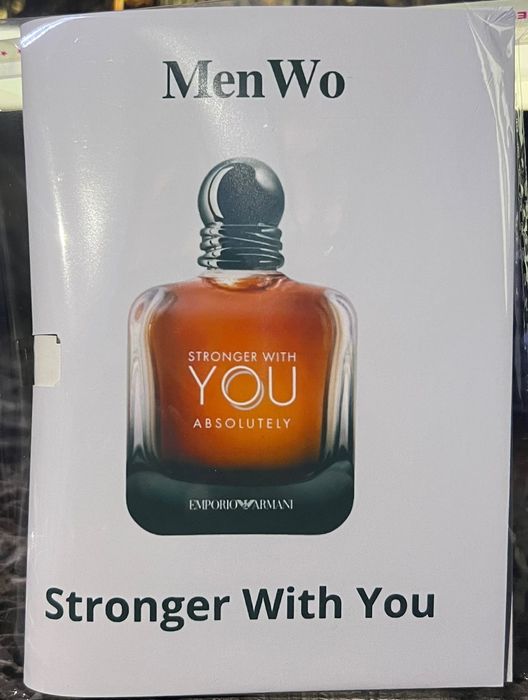 MenWo
STRONGER WITH
YOU
ABSOLUTELY
EMPORIO ARMANI
Stronger With You